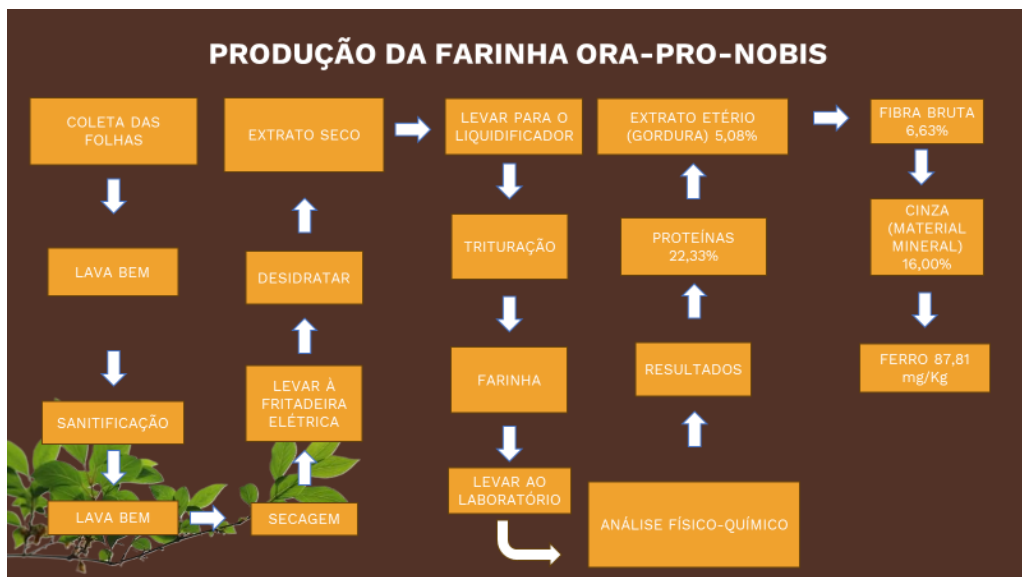 PRODUÇÃO DA FARINHA ORA-PRO-NOBIS
COLETA DAS
FOLHAS
LAVA BEM
SANITIFICAÇÃO
LAVA BEM
SECAGEM
LEVAR À
FRITADEIRA
ELÉTRICA
DESIDRATAR
EXTRATO SECO
LEVAR PARA O
LIQUIDIFICADOR
TRITURAÇÃO
FARINHA
LEVAR AO
LABORATÓRIO
ANÁLISE FÍSICO-QUÍMICO
RESULTADOS
PROTEÍNAS
22,33%
EXTRATO ETÉRIO
(GORDURA) 5,08%
FIBRA BRUTA
6,63%
CINZA
(MATERIAL
MINERAL)
16,00%
FERRO 87,81
mg/Kg